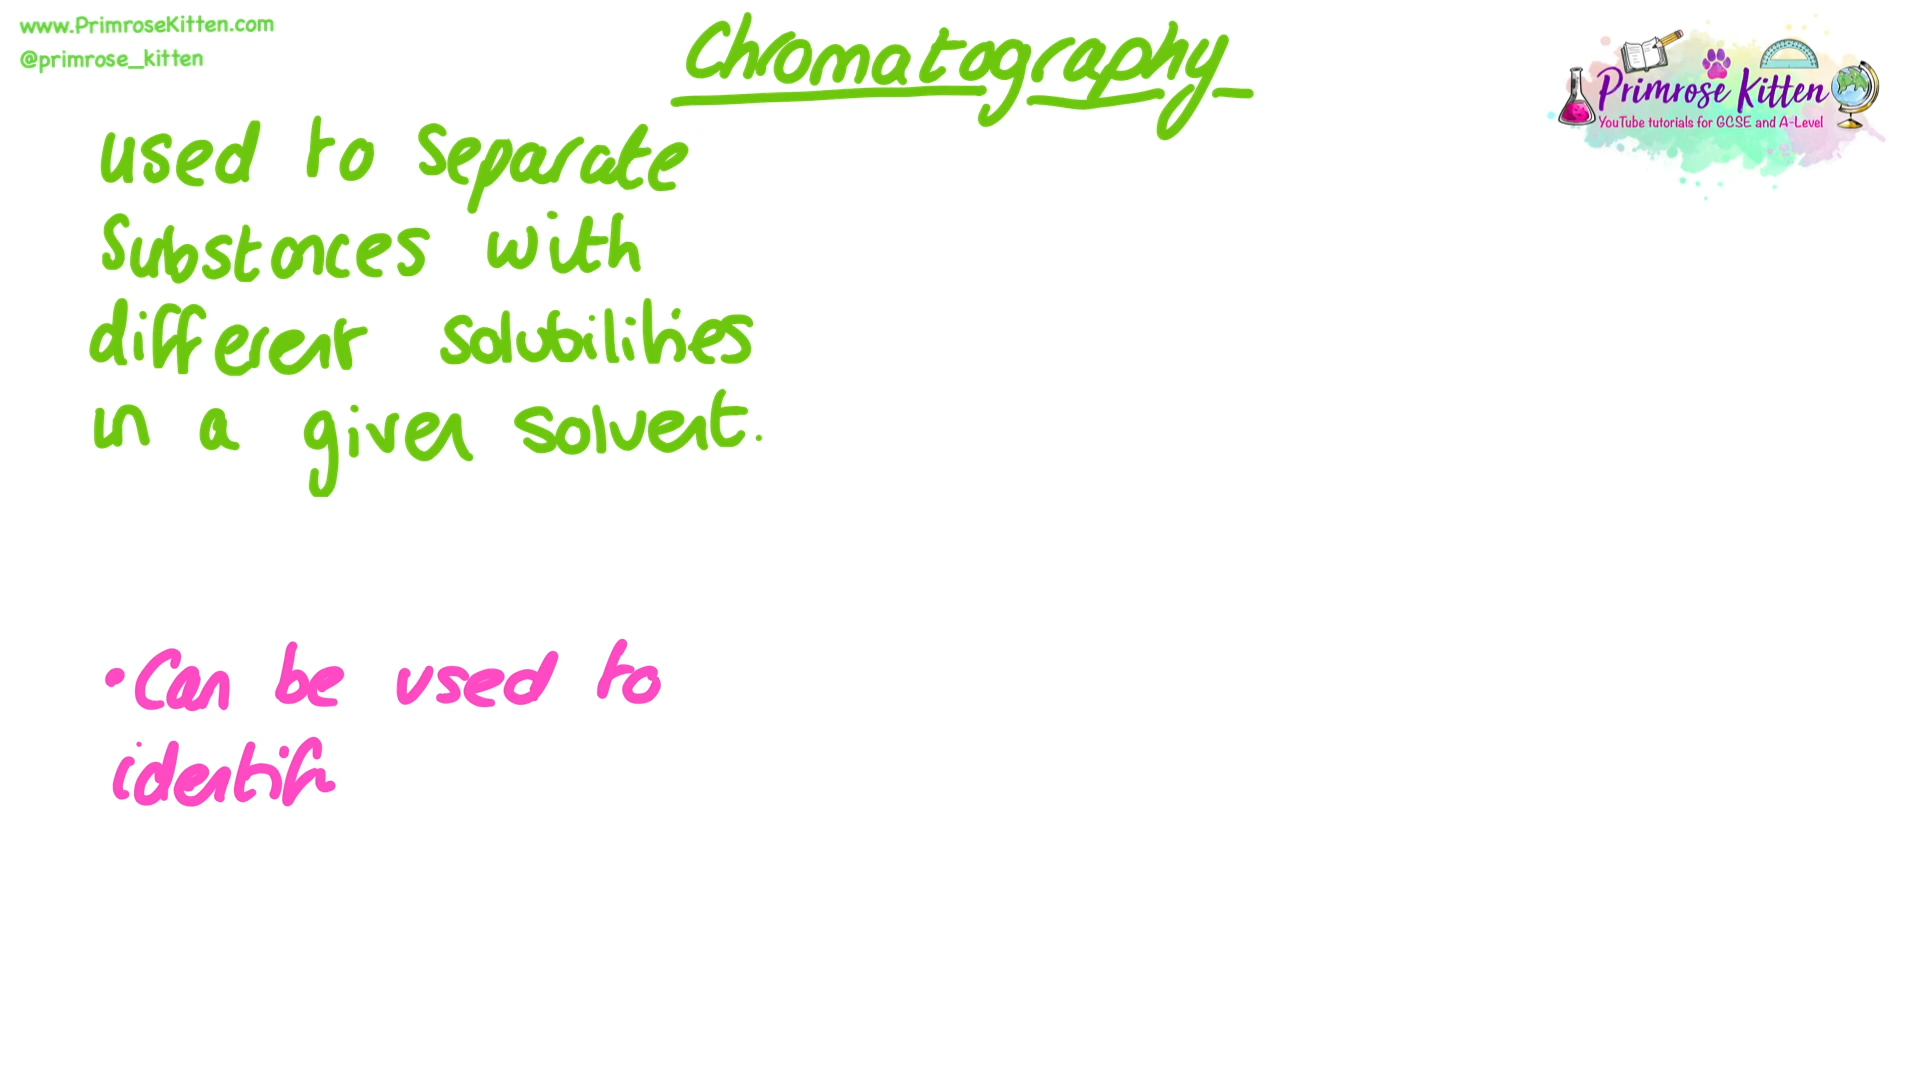 www.PrimroseKitten.com
@primrose_kitten
Chromatography
Primrose Kitten
YouTube tutorials for GCSE and A-Level
used to separate
substances with
different solubilities
in a given solvent.
• Can be used to
identif